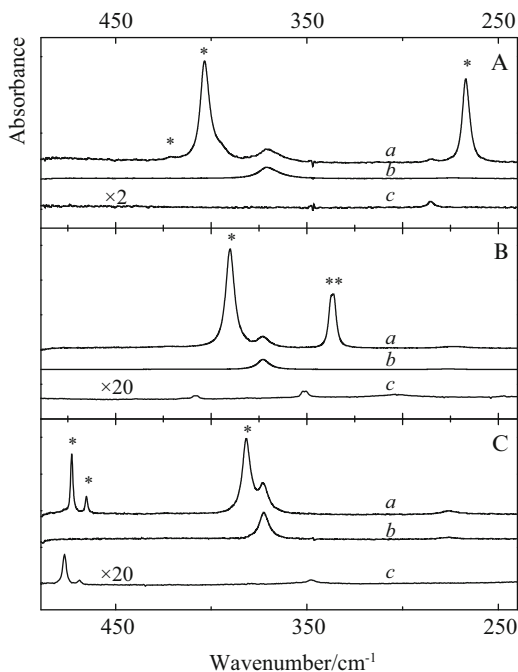 450 350 250
Absorbance
A
*
*
*
a
b
×2 c
B
*
**
a
b
×20 c
C
*
*
*
a
b
×20 c
450 350 250
Wavenumber/cm⁻¹